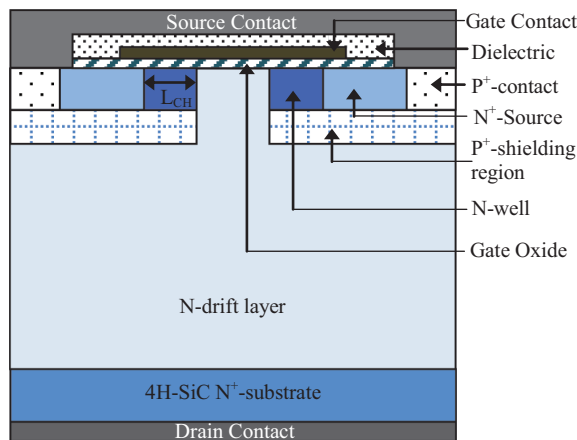 Source Contact
Gate Contact
Dielectric
P+-contact
LCH
N+-Source
P+-shielding
region
N-well
Gate Oxide
N-drift layer
4H-SiC N+-substrate
Drain Contact